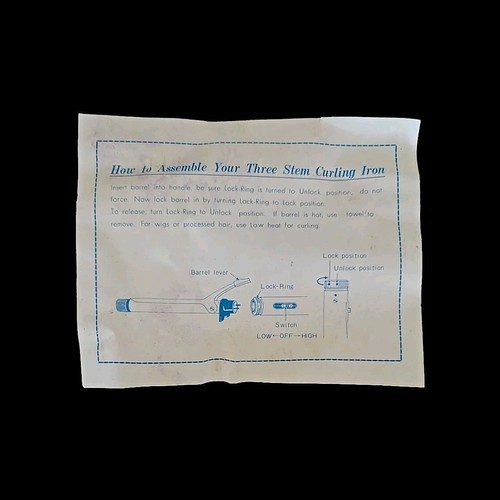 How to Assemble Your Three Stem Curling Iron
Insert barrel into handle, be sure Lock-Ring is turned to Unlock position, do not
force. Now lock barrel in by turning Lock-Ring to Lock position.
To release, turn Lock-Ring to Unlock position. If barrel is hot, use towel to
remove. For wigs or processed hair, use Low heat for curling.
Lock position
Unlock position
Barrel lever
Lock-Ring
Switch
LOW←OFF→HIGH